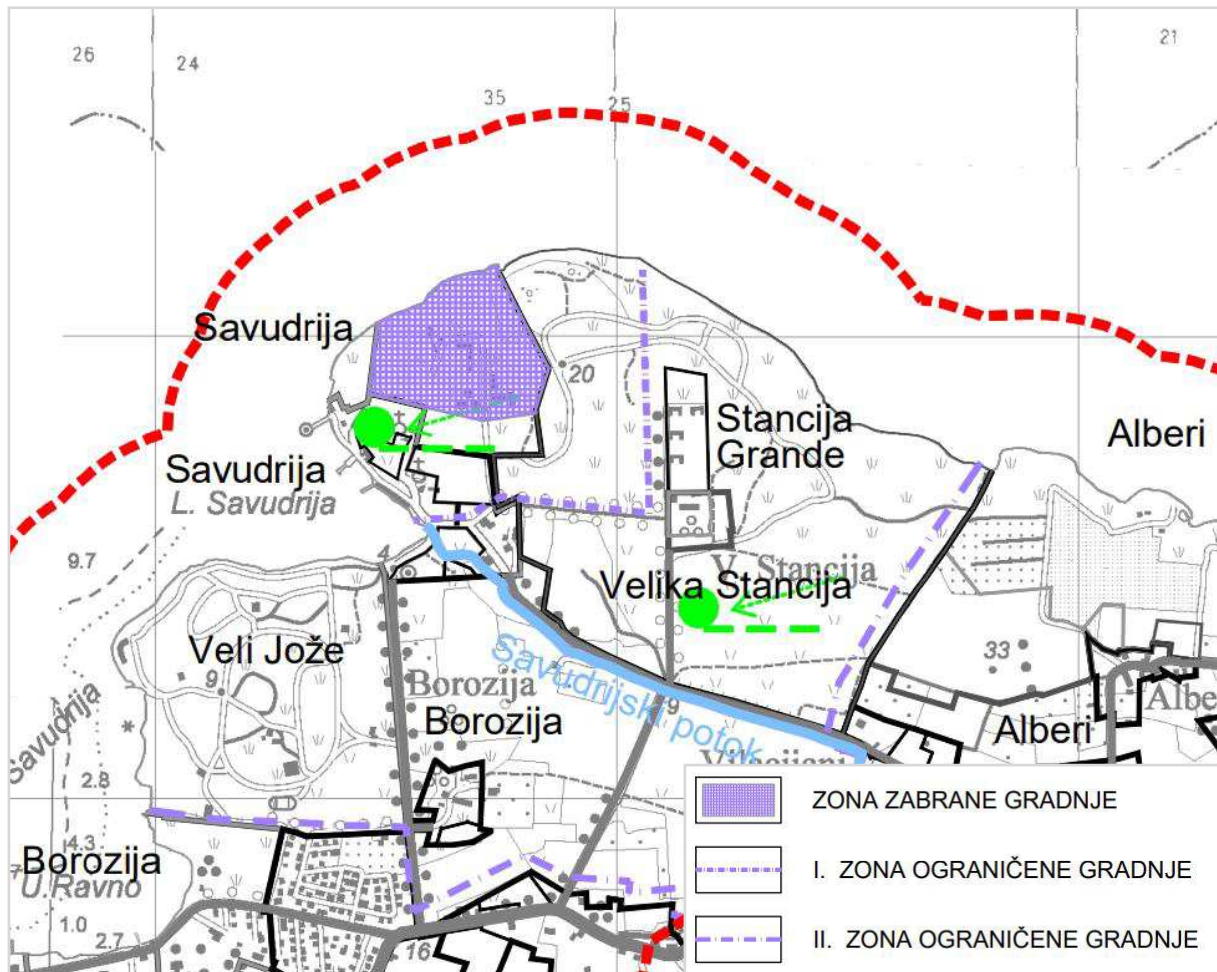 26
24
35
25
21
Savudrija
20
Stancija
Grande
Alberi
Savudrija
L. Savudrija
9.7
4
V. Stancija
Velika Stancija
Veli Jože
9
Savudrija
Borozija
Borozija
Savudrijski potok
9
33
Alberi
2.8
4.3
Borozija
U. Ravno
1.0
2.7
16
ZONA ZABRANE GRADNJE
I. ZONA OGRANIČENE GRADNJE
II. ZONA OGRANIČENE GRADNJE